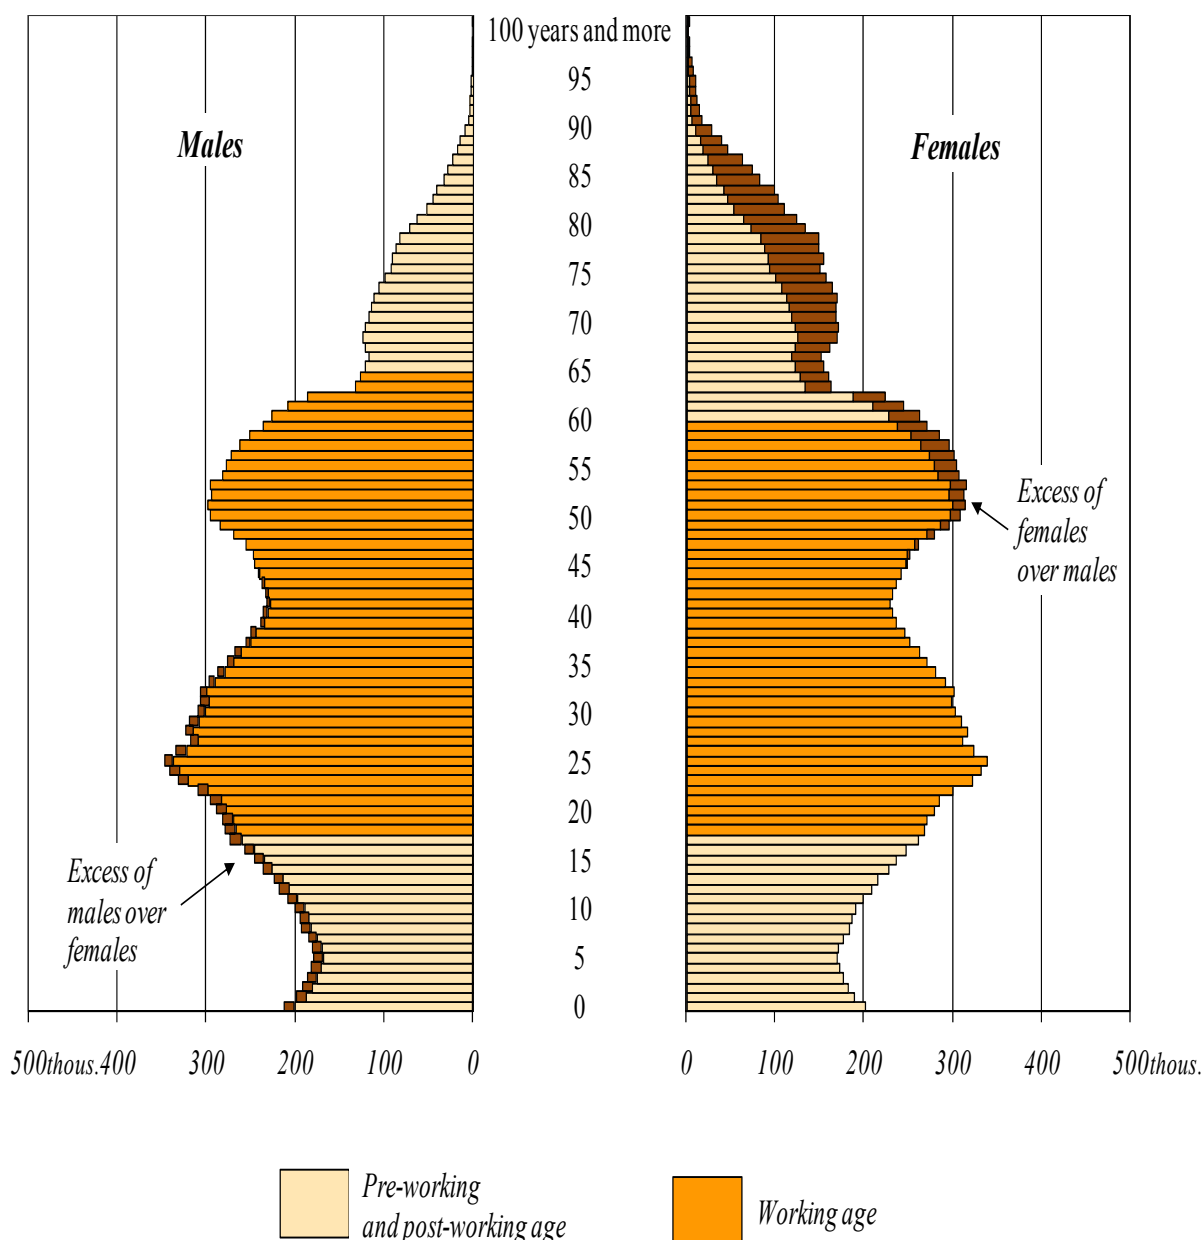 100 years and more
95
Males
90
Females
85
80
75
70
65
60
55
Excess of
females
over males
50
45
40
35
30
25
20
15
Excess of
males over
females
10
5
0
500thous.400 300 200 100 0
0 100 200 300 400 500thous.
Pre-working
and post-working age
Working age